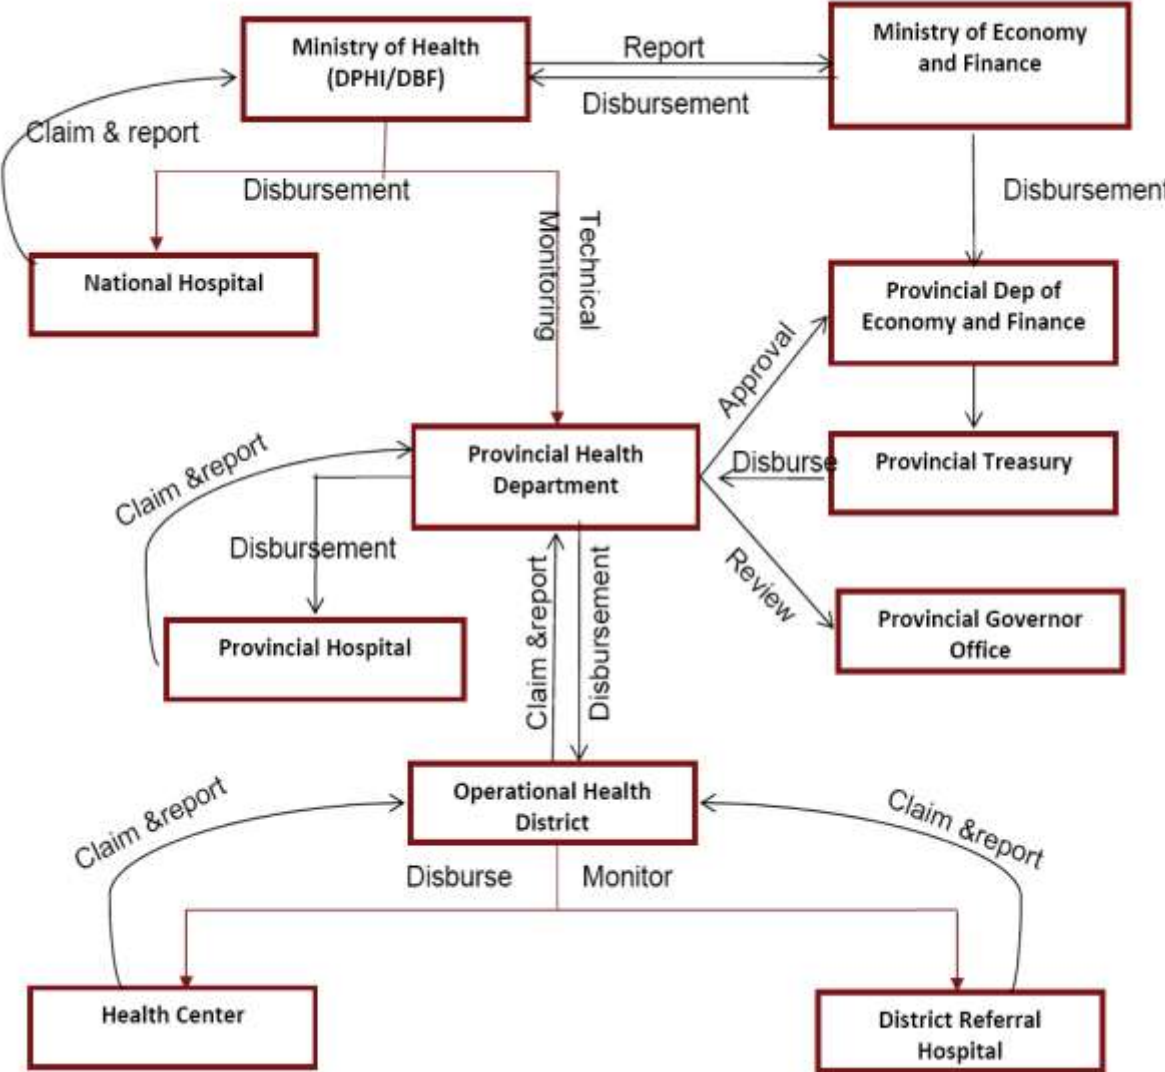 Ministry of Health
(DPHI/DBF)
Report
Disbursement
Ministry of Economy
and Finance
Claim & report
Disbursement
Disbursement
National Hospital
Technical
Monitoring
Provincial Dep of
Economy and Finance
Approval
Claim &report
Provincial Health
Department
Disburse
Provincial Treasury
Disbursement
Claim &report
Disbursement
Review
Provincial Hospital
Provincial Governor
Office
Operational Health
District
Claim &report
Claim &report
Disburse
Monitor
Health Center
District Referral
Hospital